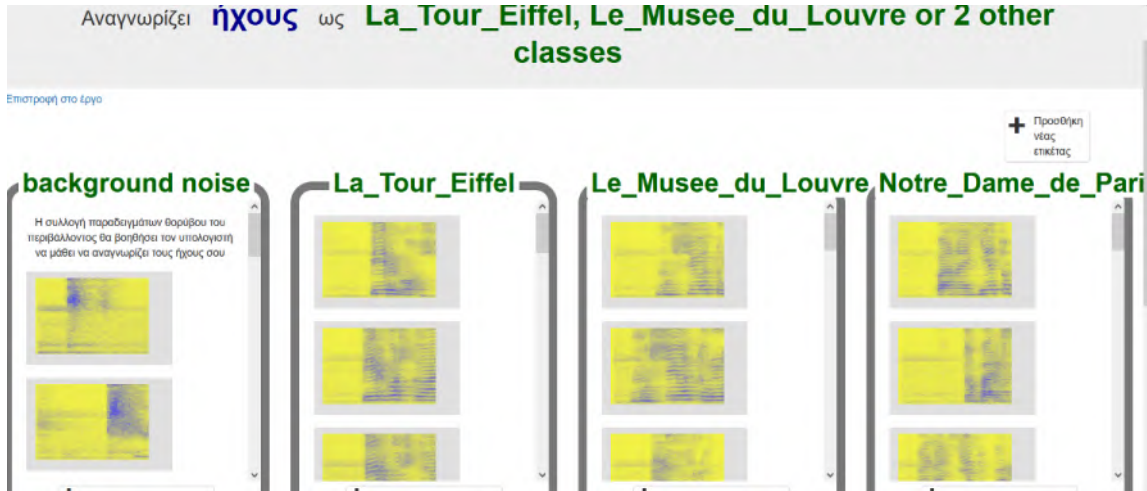 Αναγνωρίζει ήχους ως La_Tour_Eiffel, Le_Musee_du_Louvre or 2 other
classes
Επιστροφή στο έργο
Προσθήκη
νέας
ετικέτας
background noise
La_Tour_Eiffel
Le_Musee_du_Louvre
Notre_Dame_de_Pari
Η συλλογή παραδειγμάτων θορύβου του
περιβάλλοντος θα βοηθήσει τον υπολογιστή
να μάθει να αναγνωρίζει τους ήχους σου